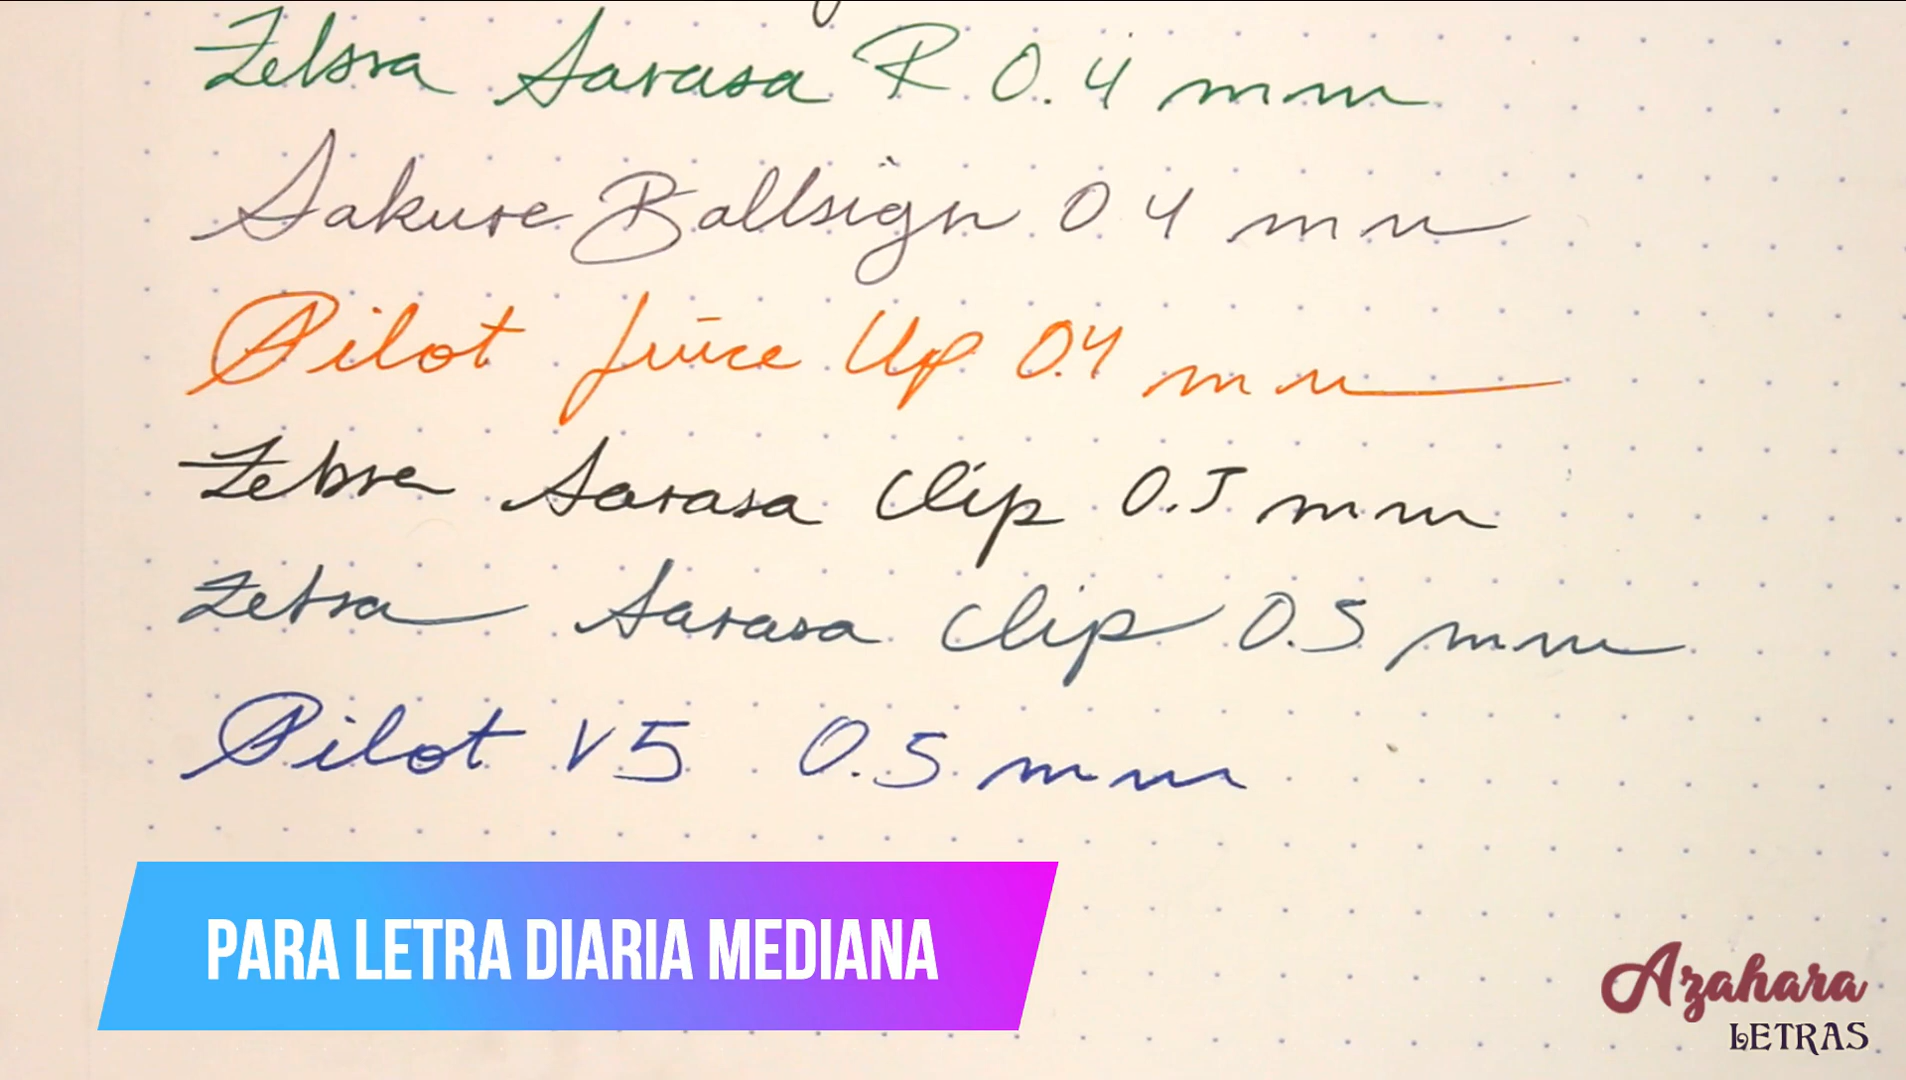 Zebra Sarasa R 0.4 mm
Sakura Ballsign 0.4 mm
Pilot Juice Up 0.4 mm
Zebra Sarasa Clip 0.5 mm
Zebra Sarasa Clip 0.5 mm
Pilot V5 0.5 mm
PARA LETRA DIARIA MEDIANA
Azahara
LETRAS